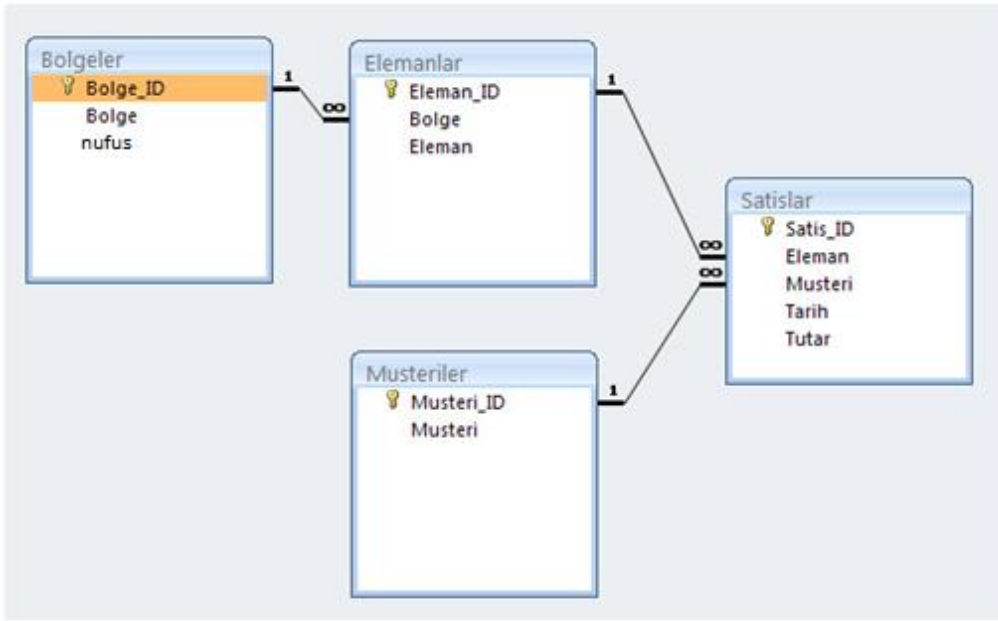 Bolgeler
Bolge_ID
Bolge
nufus
1
∞
Elemanlar
Eleman_ID
Bolge
Eleman
1
∞
Satislar
Satis_ID
Eleman
Musteri
Tarih
Tutar
∞
1
Musteriler
Musteri_ID
Musteri